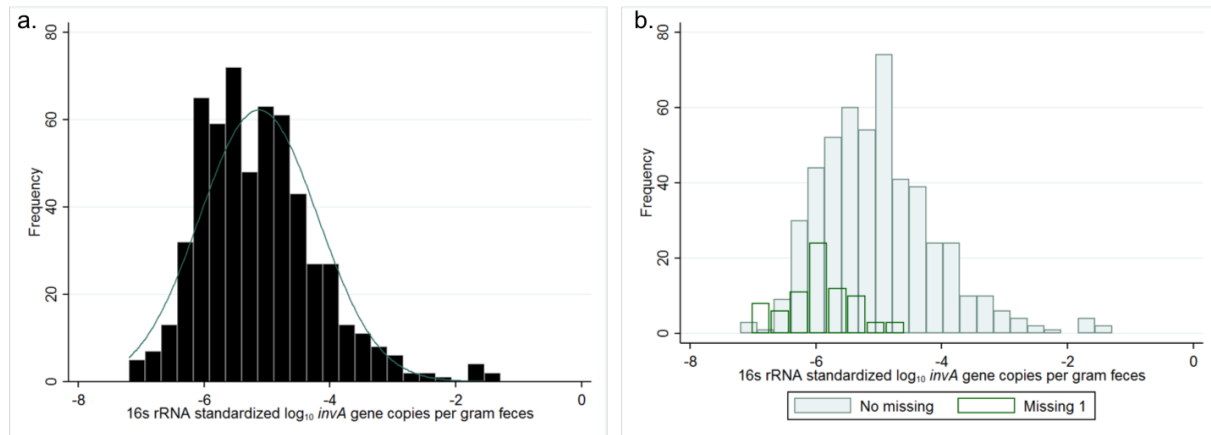 a.
80
60
40
20
0
Frequency
-8
-6
-4
-2
0
16s rRNA standardized log₁₀ invA gene copies per gram feces
b.
80
60
40
20
0
Frequency
-8
-6
-4
-2
0
16s rRNA standardized log₁₀ invA gene copies per gram feces
No missing
Missing 1